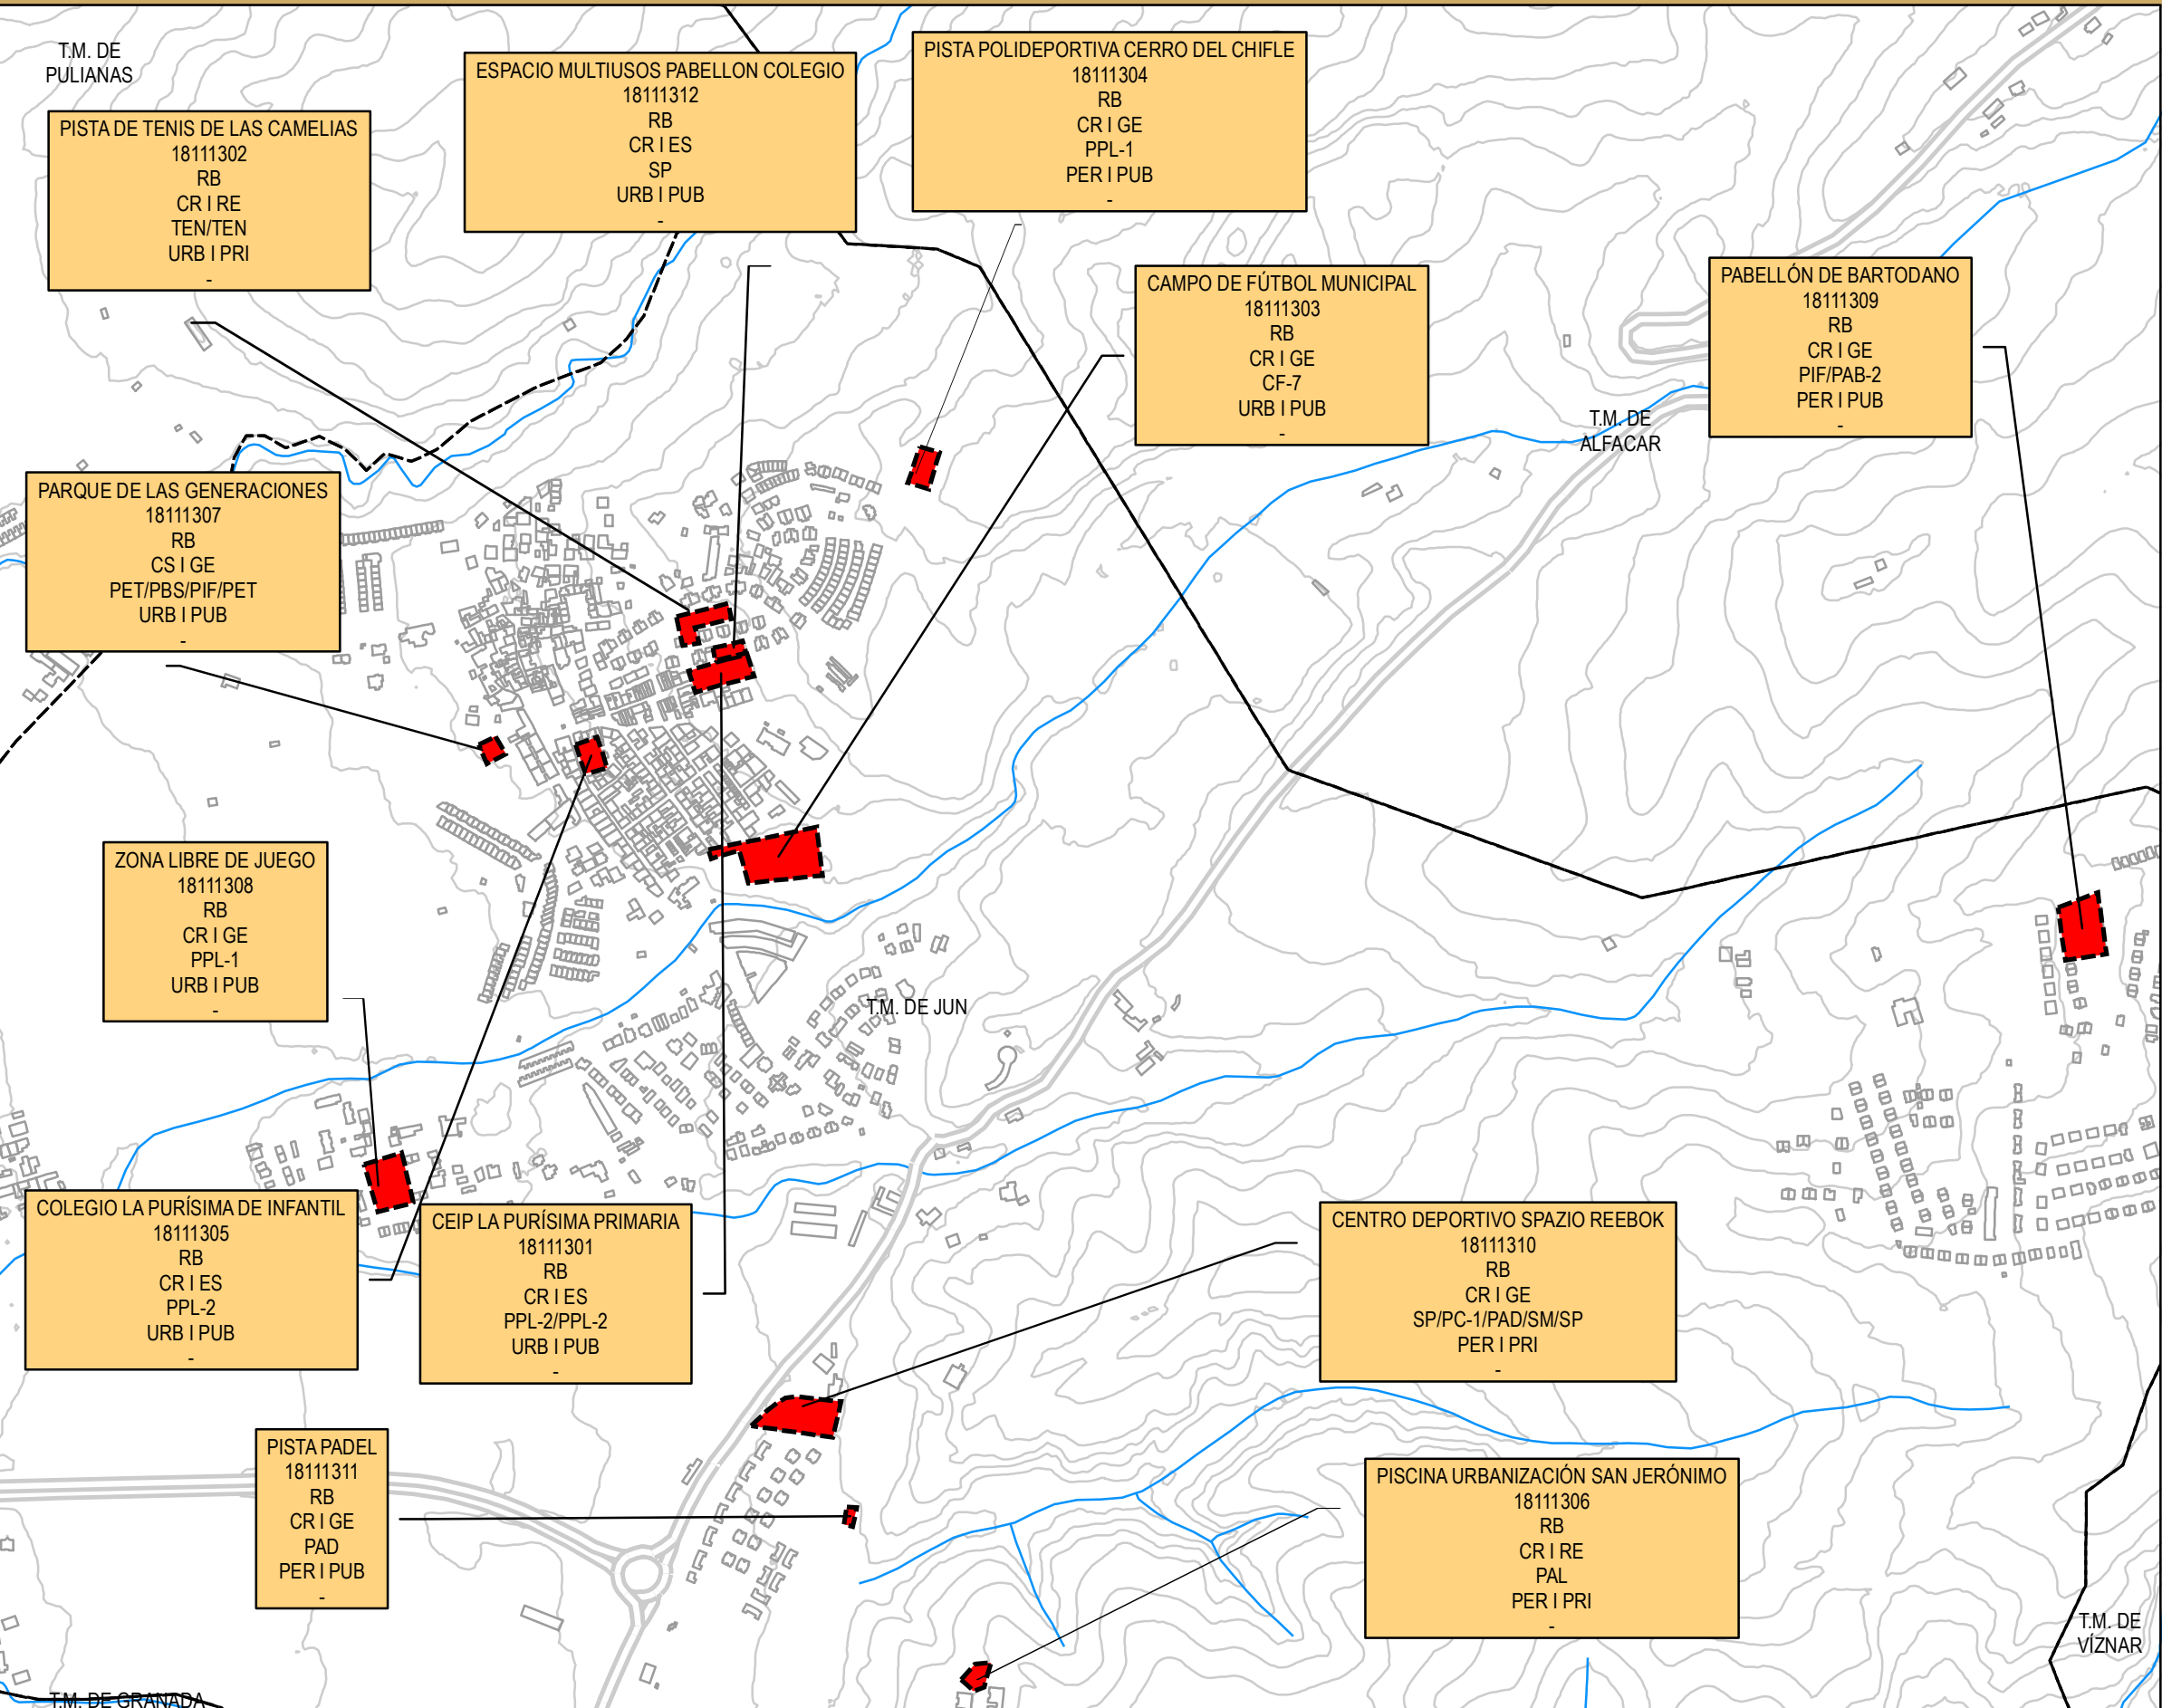 T.M. DE
PULIANAS
ESPACIO MULTIUSOS PABELLON COLEGIO
18111312
RB
CR I ES
SP
URB I PUB
-
PISTA POLIDEPORTIVA CERRO DEL CHIFLE
18111304
RB
CR I GE
PPL-1
PER I PUB
-
PISTA DE TENIS DE LAS CAMELIAS
18111302
RB
CR I RE
TEN/TEN
URB I PRI
-
CAMPO DE FÚTBOL MUNICIPAL
18111303
RB
CR I GE
CF-7
URB I PUB
-
PABELLÓN DE BARTODANO
18111309
RB
CR I GE
PIF/PAB-2
PER I PUB
-
T.M. DE
ALFACAR
PARQUE DE LAS GENERACIONES
18111307
RB
CS I GE
PET/PBS/PIF/PET
URB I PUB
-
ZONA LIBRE DE JUEGO
18111308
RB
CR I GE
PPL-1
URB I PUB
-
T.M. DE JUN
COLEGIO LA PURÍSIMA DE INFANTIL
18111305
RB
CR I ES
PPL-2
URB I PUB
-
CEIP LA PURÍSIMA PRIMARIA
18111301
RB
CR I ES
PPL-2/PPL-2
URB I PUB
-
CENTRO DEPORTIVO SPAZIO REEBOK
18111310
RB
CR I GE
SP/PC-1/PAD/SM/SP
PER I PRI
-
PISTA PADEL
18111311
RB
CR I GE
PAD
PER I PUB
-
PISCINA URBANIZACIÓN SAN JERÓNIMO
18111306
RB
CR I RE
PAL
PER I PRI
-
T.M. DE
VÍZNAR
T.M. DE GRANADA